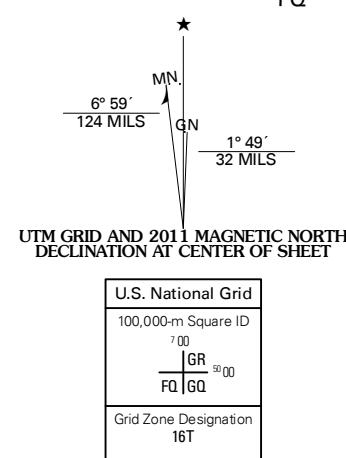 FQ
★
MN.
6° 59´
124 MILS
GN
1° 49´
32 MILS
UTM GRID AND 2011 MAGNETIC NORTH
DECLINATION AT CENTER OF SHEET
U.S. National Grid
100,000-m Square ID
7 00
GR
50 00
FQ GQ
Grid Zone Designation
16T